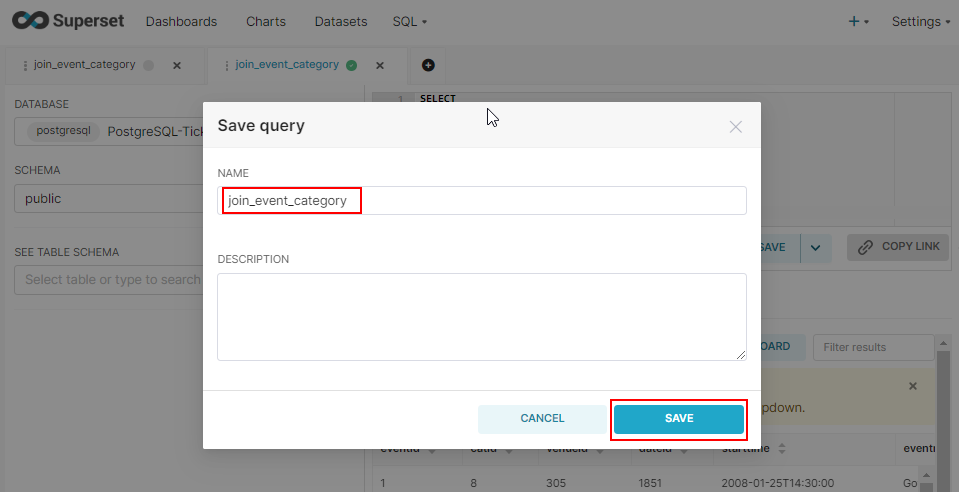 Superset Dashboards Charts Datasets SQL Settings
join_event_category join_event_category
DATABASE
postgresql PostgreSQL-Tick
SCHEMA
public
SEE TABLE SCHEMA
Select table or type to search
1 SELECT
Save query
NAME
join_event_category
DESCRIPTION
CANCEL SAVE
SAVE COPY LINK
OARD Filter results
pdown.
eventid catid venueid dateid starttime
1 8 305 1851 2008-01-25T14:30:00 Go